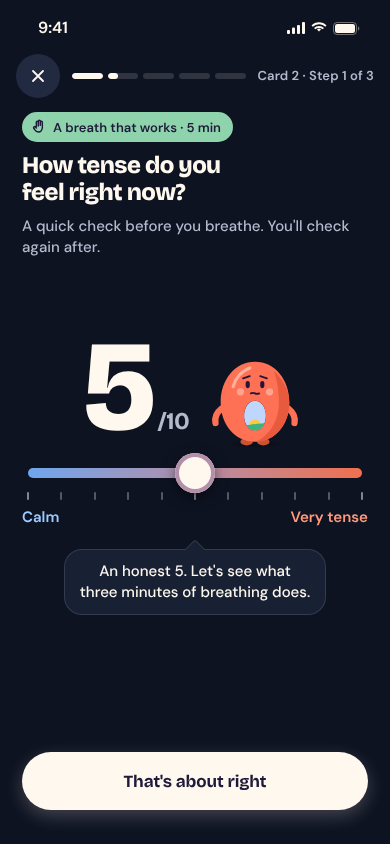 9:41
Card 2 · Step 1 of 3
A breath that works · 5 min
How tense do you
feel right now?
A quick check before you breathe. You'll check
again after.
5/10
Calm
Very tense
An honest 5. Let's see what
three minutes of breathing does.
That's about right